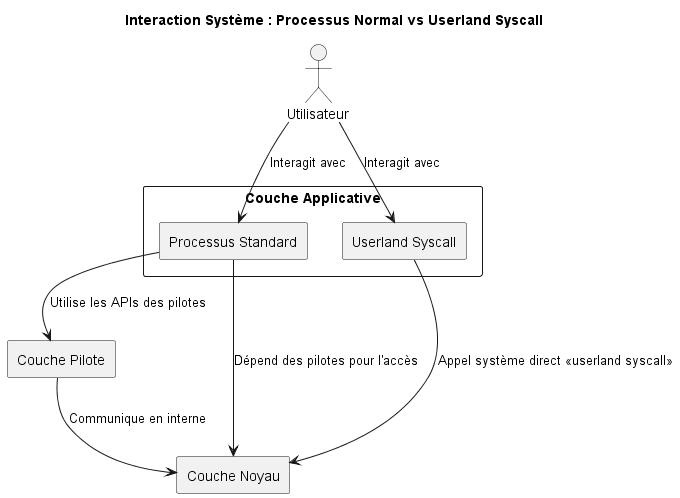 Interaction Système : Processus Normal vs Userland Syscall
Utilisateur
Interagit avec
Interagit avec
Couche Applicative
Processus Standard
Userland Syscall
Utilise les APIs des pilotes
Couche Pilote
Dépend des pilotes pour l'accès
Appel système direct «userland syscall»
Communique en interne
Couche Noyau